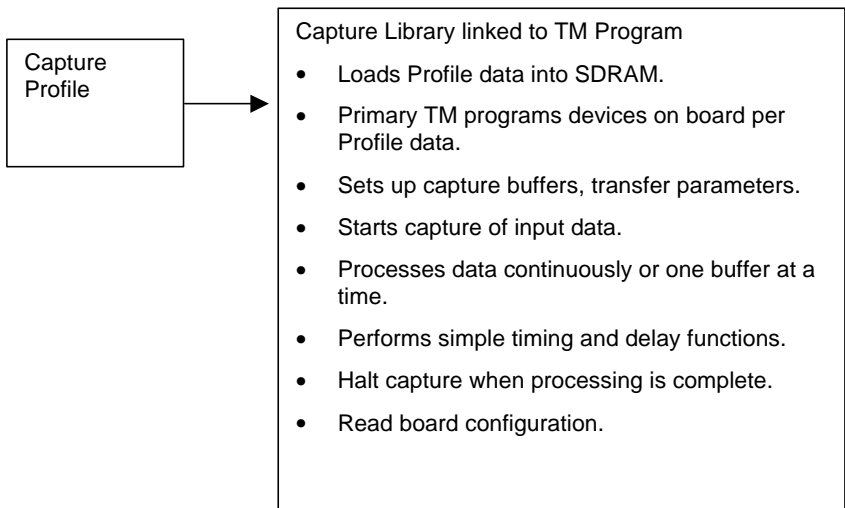 Capture
Profile
Capture Library linked to TM Program
• Loads Profile data into SDRAM.
• Primary TM programs devices on board per
Profile data.
• Sets up capture buffers, transfer parameters.
• Starts capture of input data.
• Processes data continuously or one buffer at a
time.
• Performs simple timing and delay functions.
• Halt capture when processing is complete.
• Read board configuration.